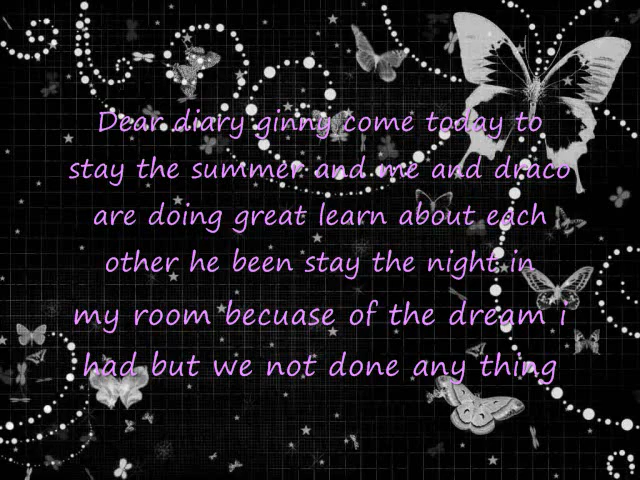 Dear diary ginny come today to
stay the summer and me and draco
are doing great learn about each
other he been stay the night in
my room becuase of the dream i
had but we not done any thing